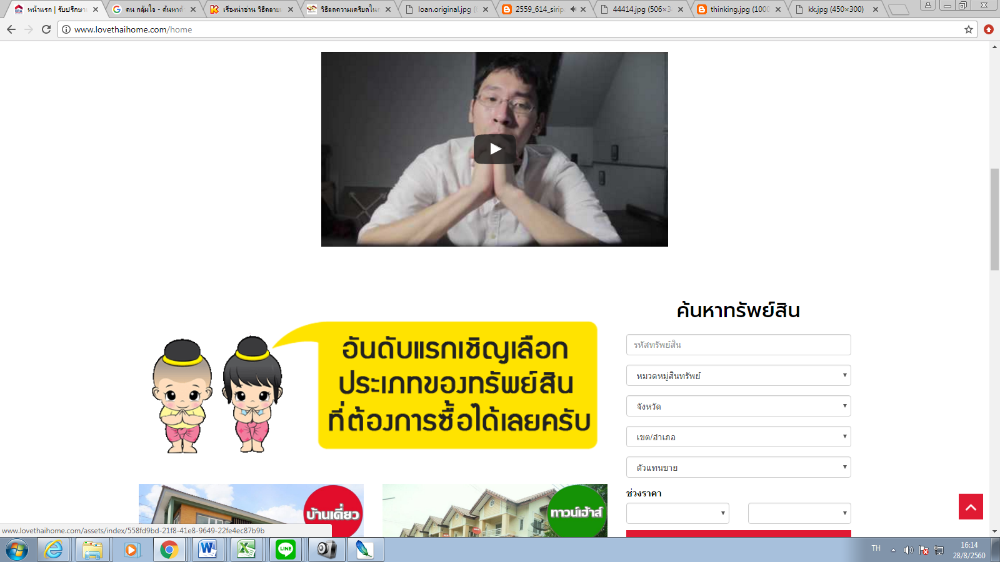 หน้าแรก | รับปรึกษา
คน กลุ้มใจ - ค้นหาด้
เรื่องน่าอ่าน วิธีคลาย
วิธีลดความเครียดใน
loan.original.jpg (
2559_614_sirip
44414.jpg (506×3
thinking.jpg (1000
kk.jpg (450×300)
www.lovethaihome.com/home
ค้นหาทรัพย์สิน
รหัสทรัพย์สิน
หมวดหมู่สินทรัพย์
จังหวัด
เขต/อำเภอ
ตัวแทนขาย
ช่วงราคา
อันดับแรกเชิญเลือก
ประเภทของทรัพย์สิน
ที่ต้องการซื้อได้เลยครับ
บ้านเดี่ยว
ทาวน์เฮ้าส์
www.lovethaihome.com/assets/index/558fd9bd-21f8-41e8-9649-22fe4ec87b9b
LINE
TH
16:14
28/8/2560